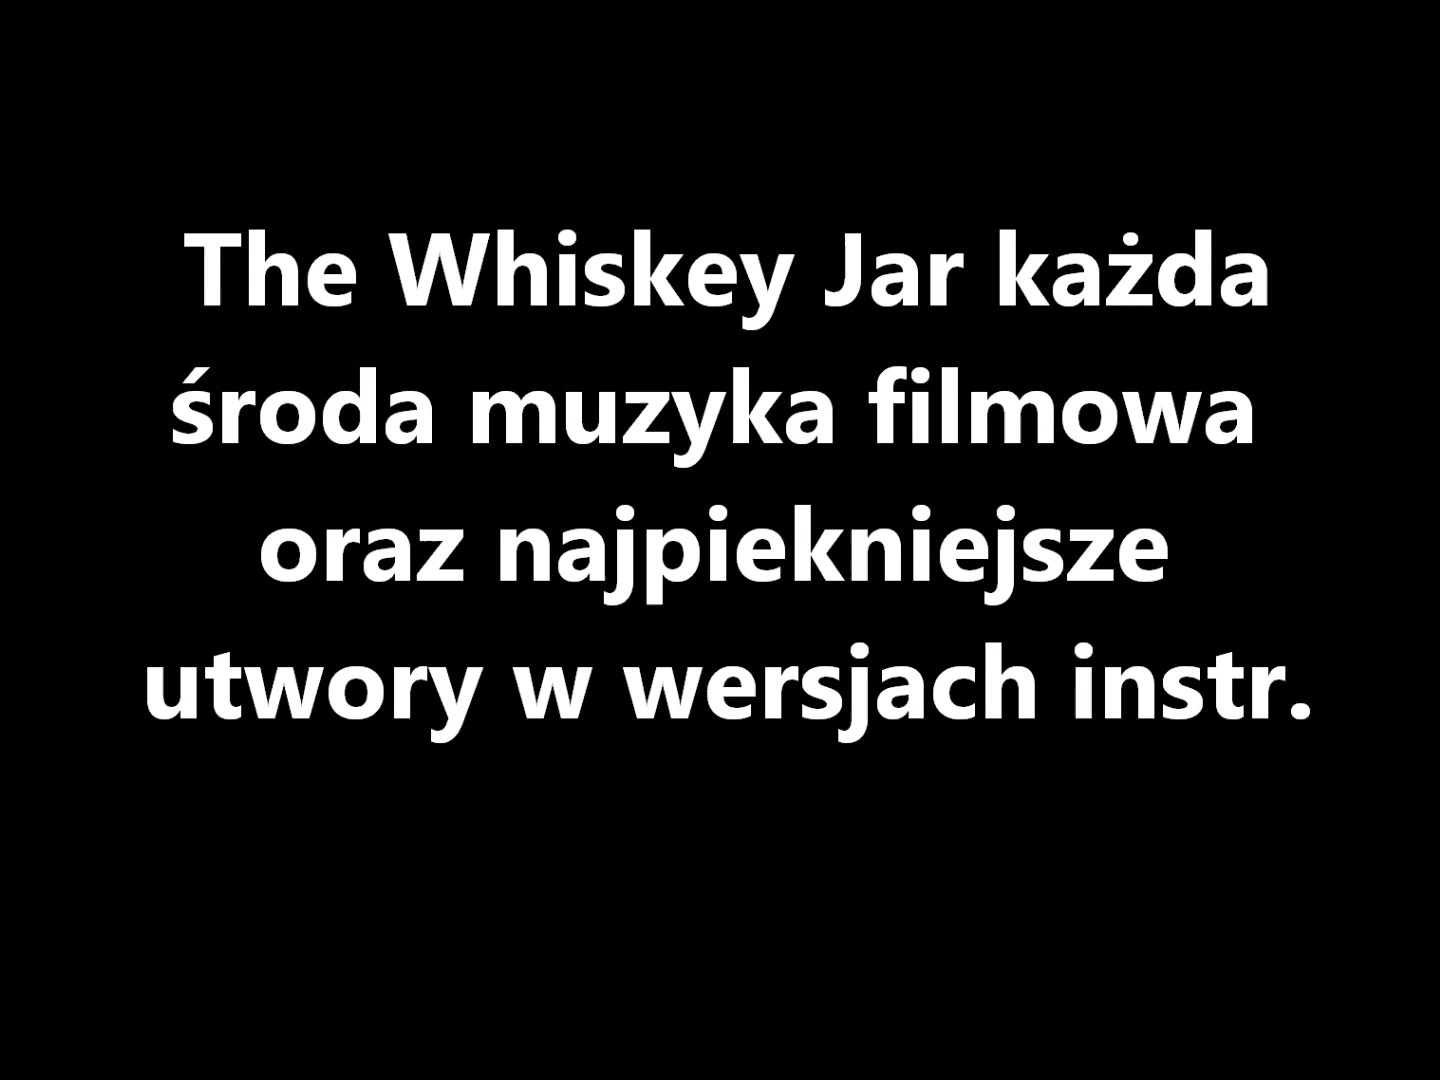 The Whiskey Jar każda
środa muzyka filmowa
oraz najpiekniejsze
utwory w wersjach instr.